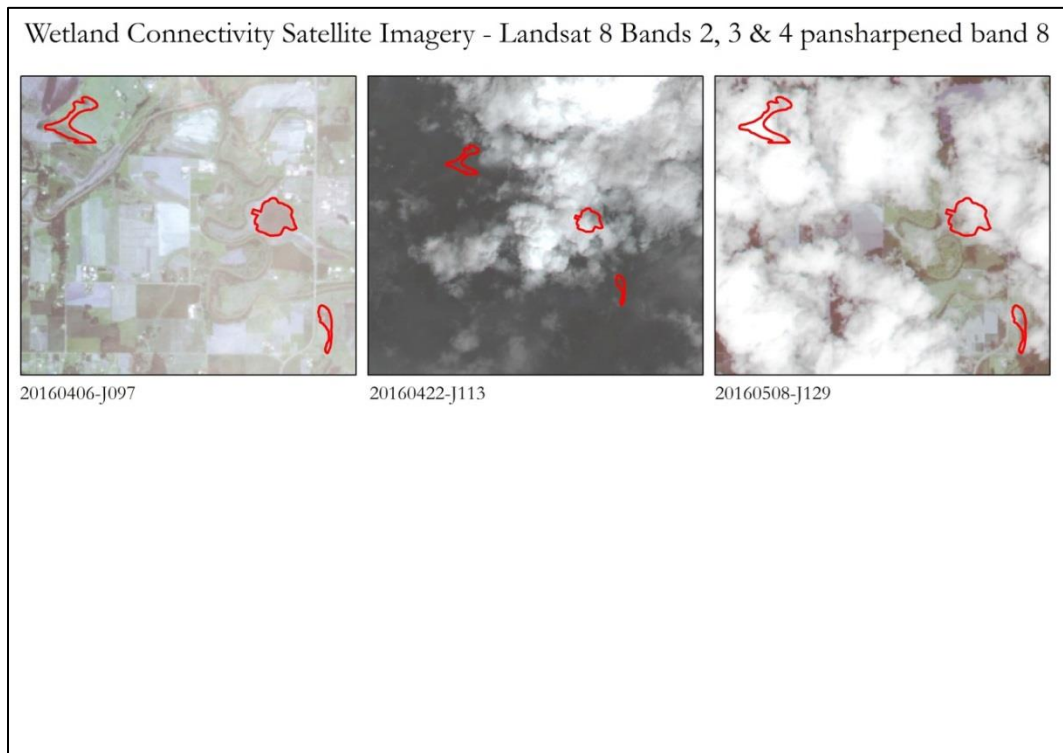 Wetland Connectivity Satellite Imagery - Landsat 8 Bands 2, 3 & 4 pansharpened band 8
20160406-J097
20160422-J113
20160508-J129